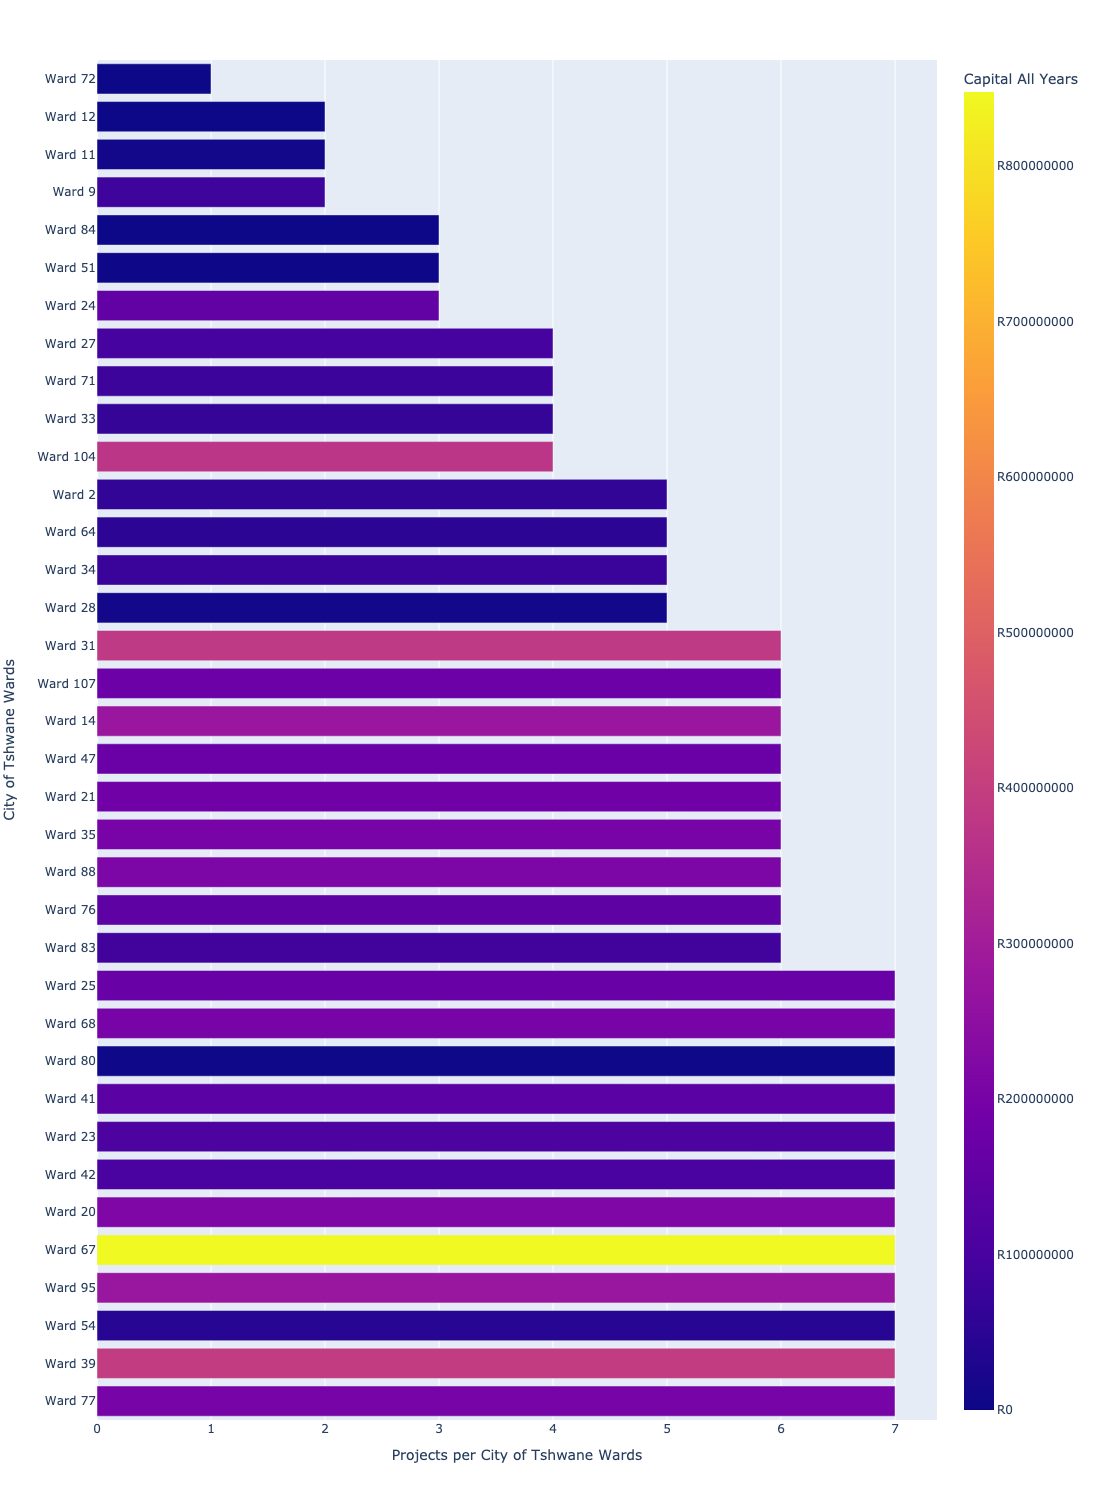 Capital All Years
Ward 72
Ward 12
Ward 11
Ward 9
Ward 84
Ward 51
Ward 24
Ward 27
Ward 71
Ward 33
Ward 104
Ward 2
Ward 64
Ward 34
Ward 28
Ward 31
Ward 107
Ward 14
Ward 47
Ward 21
Ward 35
Ward 88
Ward 76
Ward 83
Ward 25
Ward 68
Ward 80
Ward 41
Ward 23
Ward 42
Ward 20
Ward 67
Ward 95
Ward 54
Ward 39
Ward 77
City of Tshwane Wards
0 1 2 3 4 5 6 7
Projects per City of Tshwane Wards
R800000000
R700000000
R600000000
R500000000
R400000000
R300000000
R200000000
R100000000
R0